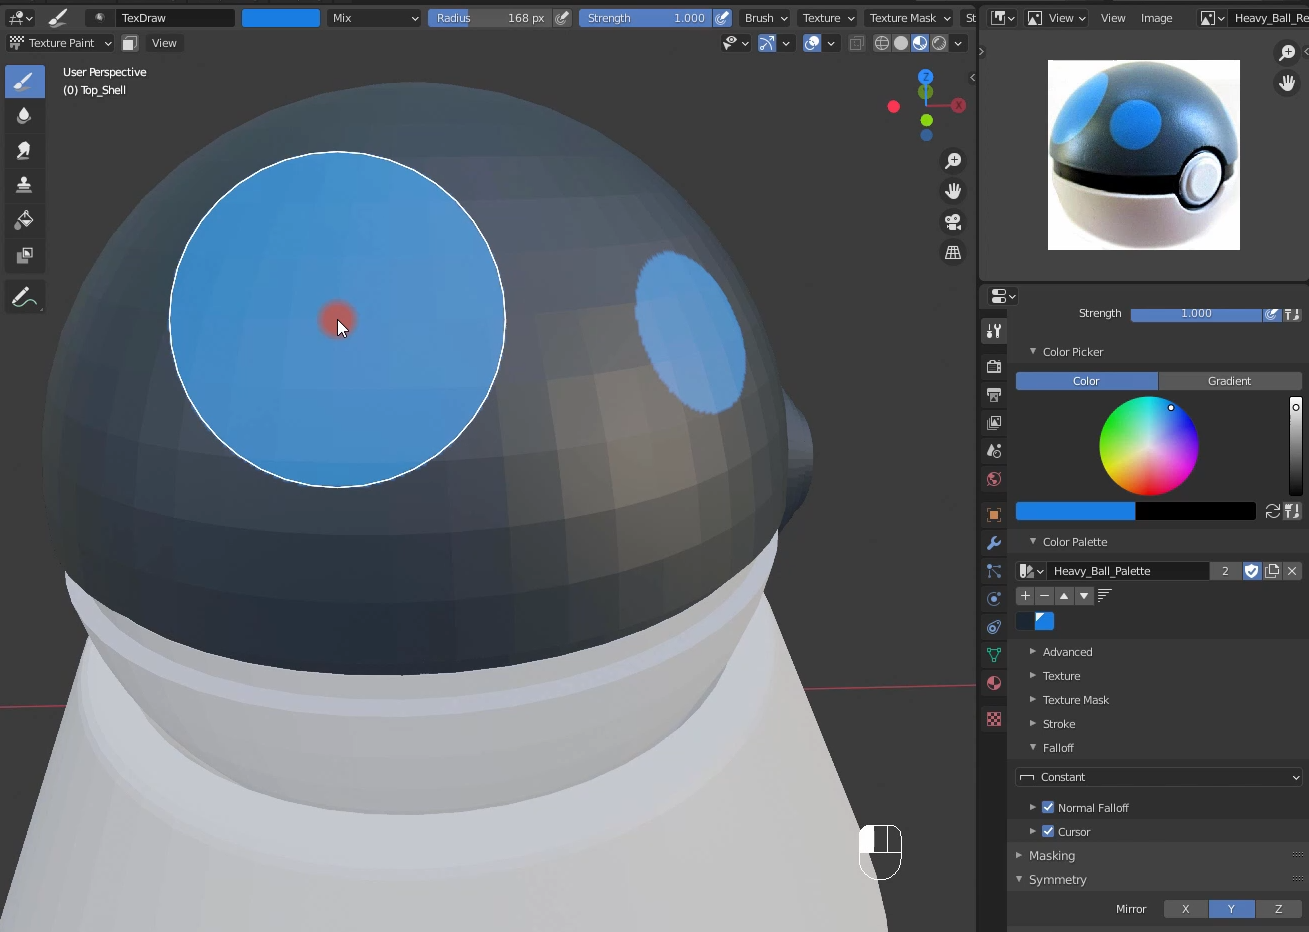 TexDraw Mix Radius 168 px Strength 1.000 Brush Texture Texture Mask St
View View Image Heavy_Ball_Re
Texture Paint View
User Perspective
(0) Top_Shell
Z
X
Strength 1.000
Color Picker
Color Gradient
Color Palette
Heavy_Ball_Palette 2
Advanced
Texture
Texture Mask
Stroke
Falloff
Constant
Normal Falloff
Cursor
Masking
Symmetry
Mirror X Y Z